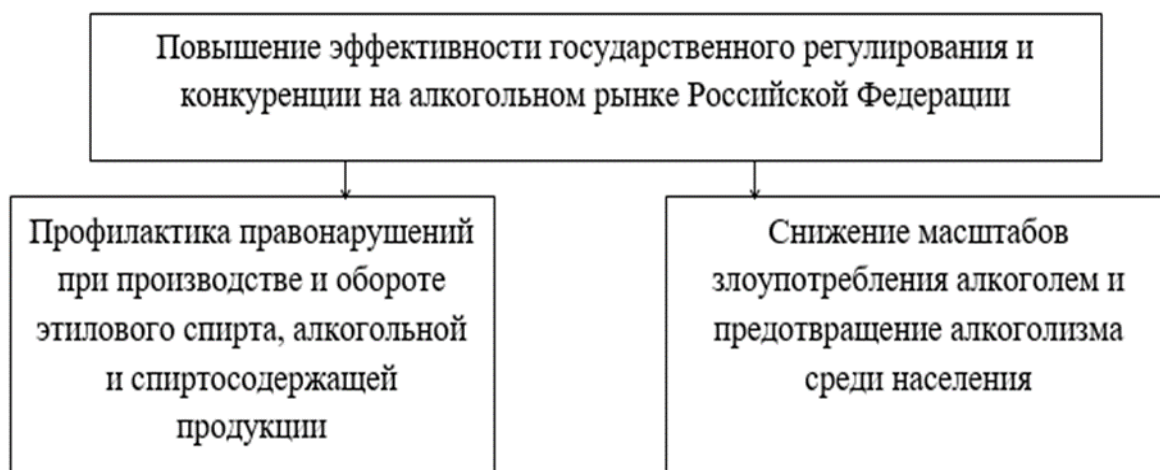 Повышение эффективности государственного регулирования и
конкуренции на алкогольном рынке Российской Федерации
Профилактика правонарушений
при производстве и обороте
этилового спирта, алкогольной
и спиртосодержащей
продукции
Снижение масштабов
злоупотребления алкоголем и
предотвращение алкоголизма
среди населения